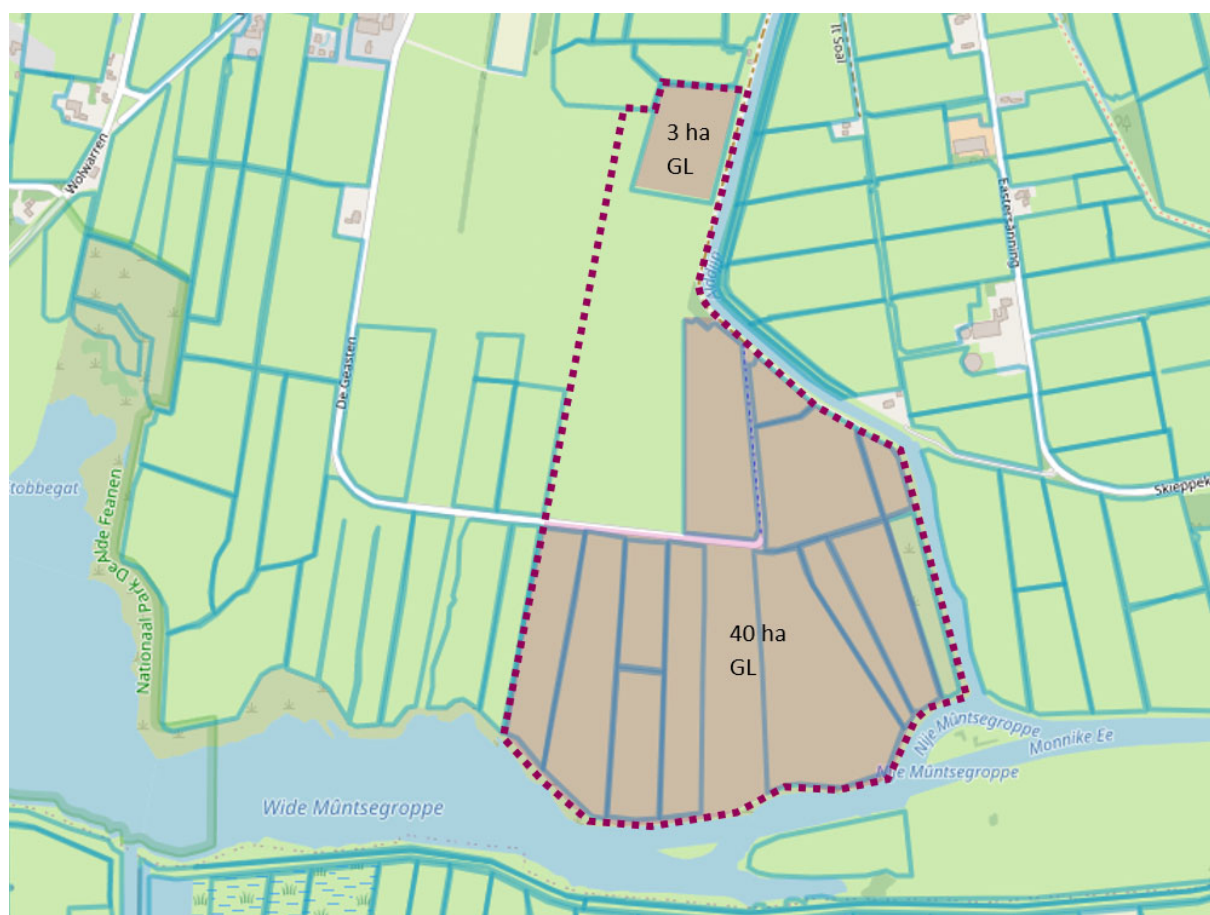 It Soal
3 ha
GL
Wolwarren
Eastersanning
De Geasten
tobbegat
Skieppek
Nationaal Park De Alde Feanen
40 ha
GL
Nije Mûntsegroppe
Monnike Ee
Mûntsegroppe
Wide Mûntsegroppe